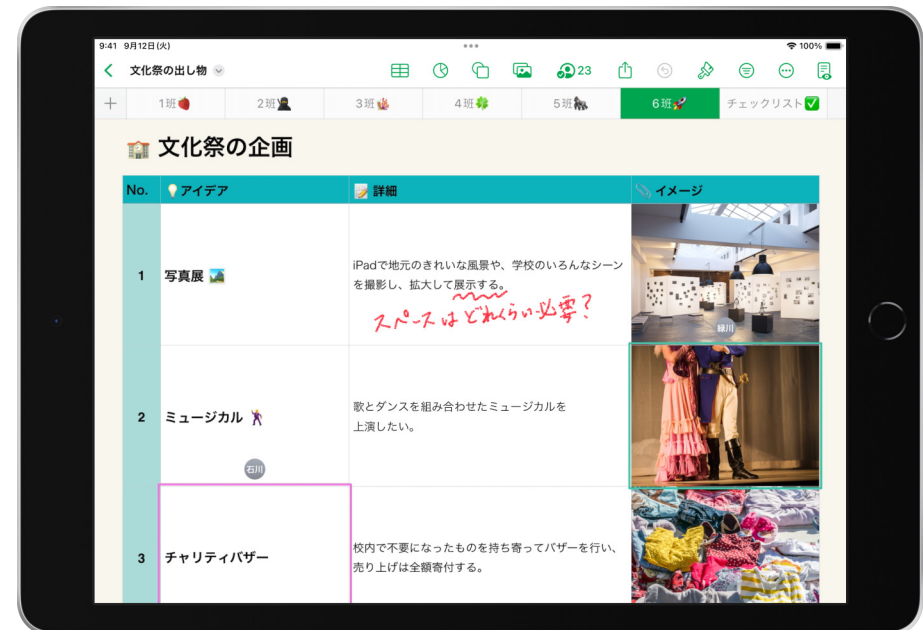 9:41 9月12日(火) 100%
文化祭の出し物 23
1班 2班 3班 4班 5班 6班 チェックリスト
文化祭の企画
No. アイデア 詳細 イメージ
1 写真展
iPadで地元のきれいな風景や、学校のいろんなシーン
を撮影し、拡大して展示する。
スペースはどれくらい必要？
緑川
2 ミュージカル
歌とダンスを組み合わせたミュージカルを
上演したい。
石川
3 チャリティバザー
校内で不要になったものを持ち寄ってバザーを行い、
売り上げは全額寄付する。